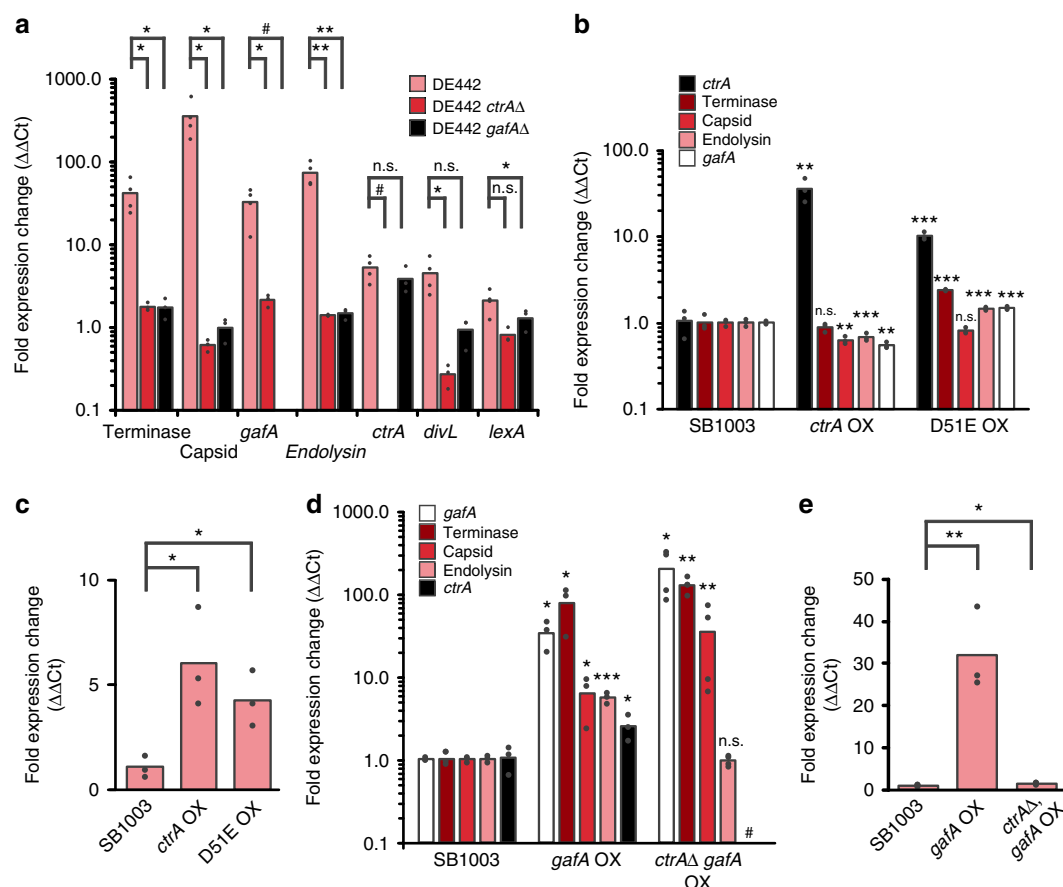 a
* * # **
* * * **
1000.0
100.0
10.0
1.0
0.1
Fold expression change (ΔΔCt)
DE442
DE442 ctrAΔ
DE442 gafAΔ
n.s. n.s. *
# * n.s.
Terminase
Capsid
gafA
Endolysin
ctrA
divL
lexA
b
ctrA
Terminase
Capsid
Endolysin
gafA
Fold expression change (ΔΔCt)
100.0
10.0
1.0
0.1
**
n.s. ** *** **
*** *** n.s. *** ***
SB1003
ctrA OX
D51E OX
c
*
*
Fold expression change
(ΔΔCt)
10
5
0
SB1003
ctrA OX
D51E OX
d
gafA
Terminase
Capsid
Endolysin
ctrA
Fold expression change (ΔΔCt)
1000.0
100.0
10.0
1.0
0.1
* * * *** *
* ** ** n.s. #
SB1003
gafA OX
ctrAΔ gafA
OX
e
*
**
Fold expression change
(ΔΔCt)
50
40
30
20
10
0
SB1003
gafA OX
ctrAΔ,
gafA OX